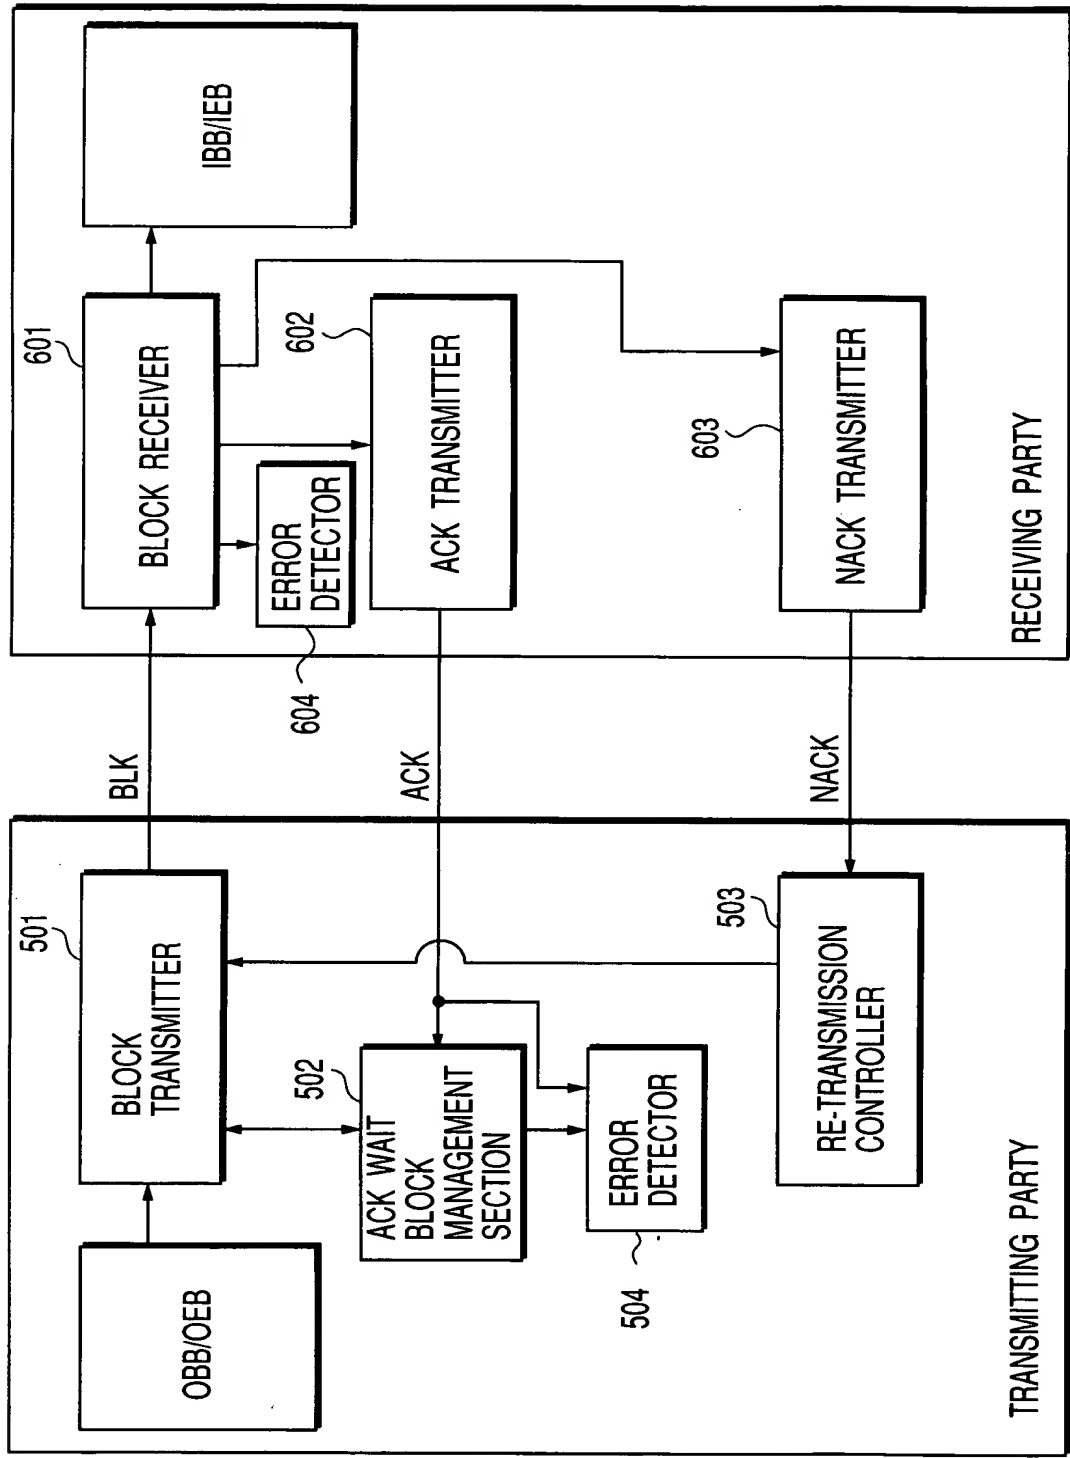 OBB/OEB
501
BLOCK
TRANSMITTER
BLK
601
BLOCK RECEIVER
IBB/IEB
502
ACK WAIT
BLOCK
MANAGEMENT
SECTION
604
ERROR
DETECTOR
ACK
602
ACK TRANSMITTER
504
ERROR
DETECTOR
503
RE-TRANSMISSION
CONTROLLER
NACK
603
NACK TRANSMITTER
TRANSMITTING PARTY
RECEIVING PARTY